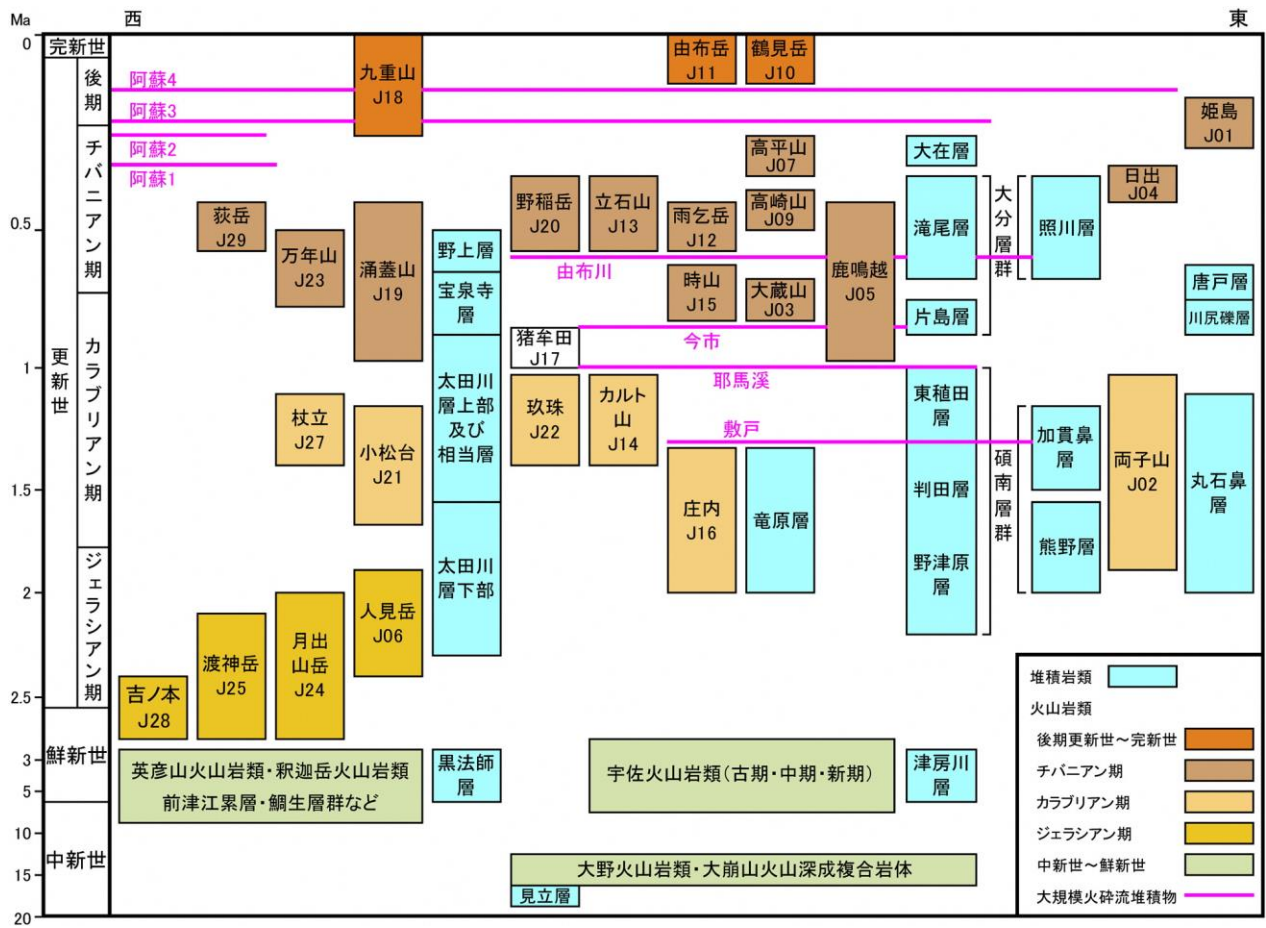 Ma
西
東
0
0.5
1
1.5
2
2.5
3
5
10
15
20
完新世
更新世
鮮新世
中新世
後期
チバニアン期
カラブリアン期
ジェラシアン期
阿蘇4
阿蘇3
阿蘇2
阿蘇1
九重山
J18
由布岳
J11
鶴見岳
J10
姫島
J01
高平山
J07
大在層
日出
J04
荻岳
J29
万年山
J23
涌蓋山
J19
野上層
宝泉寺
層
野稲岳
J20
立石山
J13
雨乞岳
J12
高崎山
J09
鹿鳴越
J05
滝尾層
大分層群
照川層
由布川
時山
J15
大蔵山
J03
片島層
唐戸層
川尻礫層
猪牟田
J17
今市
耶馬溪
敷戸
杖立
J27
小松台
J21
太田川
層上部
及び
相当層
玖珠
J22
カルト
山
J14
東稙田
層
判田層
野津原
層
碩南層群
加貫鼻
層
熊野層
両子山
J02
丸石鼻
層
庄内
J16
竜原層
太田川
層下部
人見岳
J06
月出
山岳
J24
渡神岳
J25
吉ノ本
J28
英彦山火山岩類・釈迦岳火山岩類
前津江累層・鯛生層群など
黒法師
層
宇佐火山岩類(古期・中期・新期)
津房川
層
大野火山岩類・大崩山火山深成複合岩体
見立層
堆積岩類
火山岩類
後期更新世~完新世
チバニアン期
カラブリアン期
ジェラシアン期
中新世~鮮新世
大規模火砕流堆積物